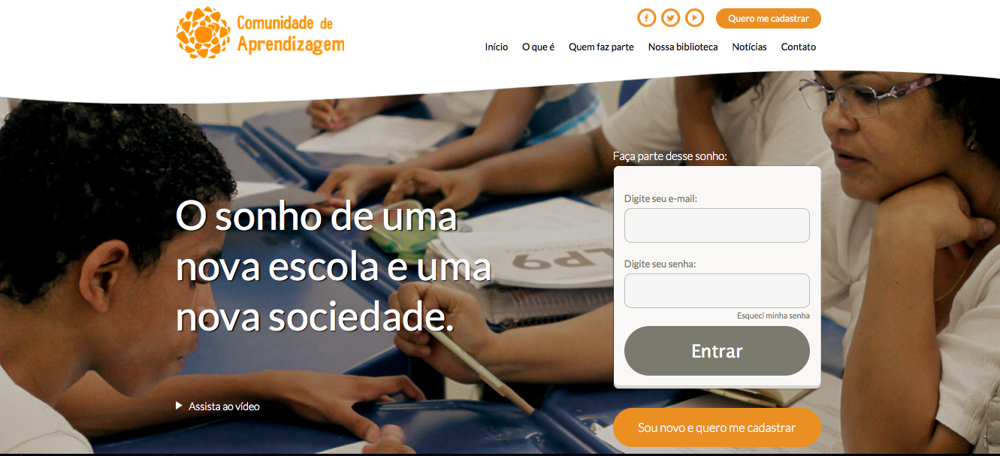 Comunidade de
Aprendizagem
Quero me cadastrar
Início O que é Quem faz parte Nossa biblioteca Notícias Contato
Faça parte desse sonho:
Digite seu e-mail:
Digite seu senha:
Esqueci minha senha
Entrar
Sou novo e quero me cadastrar
O sonho de uma
nova escola e uma
nova sociedade.
Assista ao vídeo
LP9